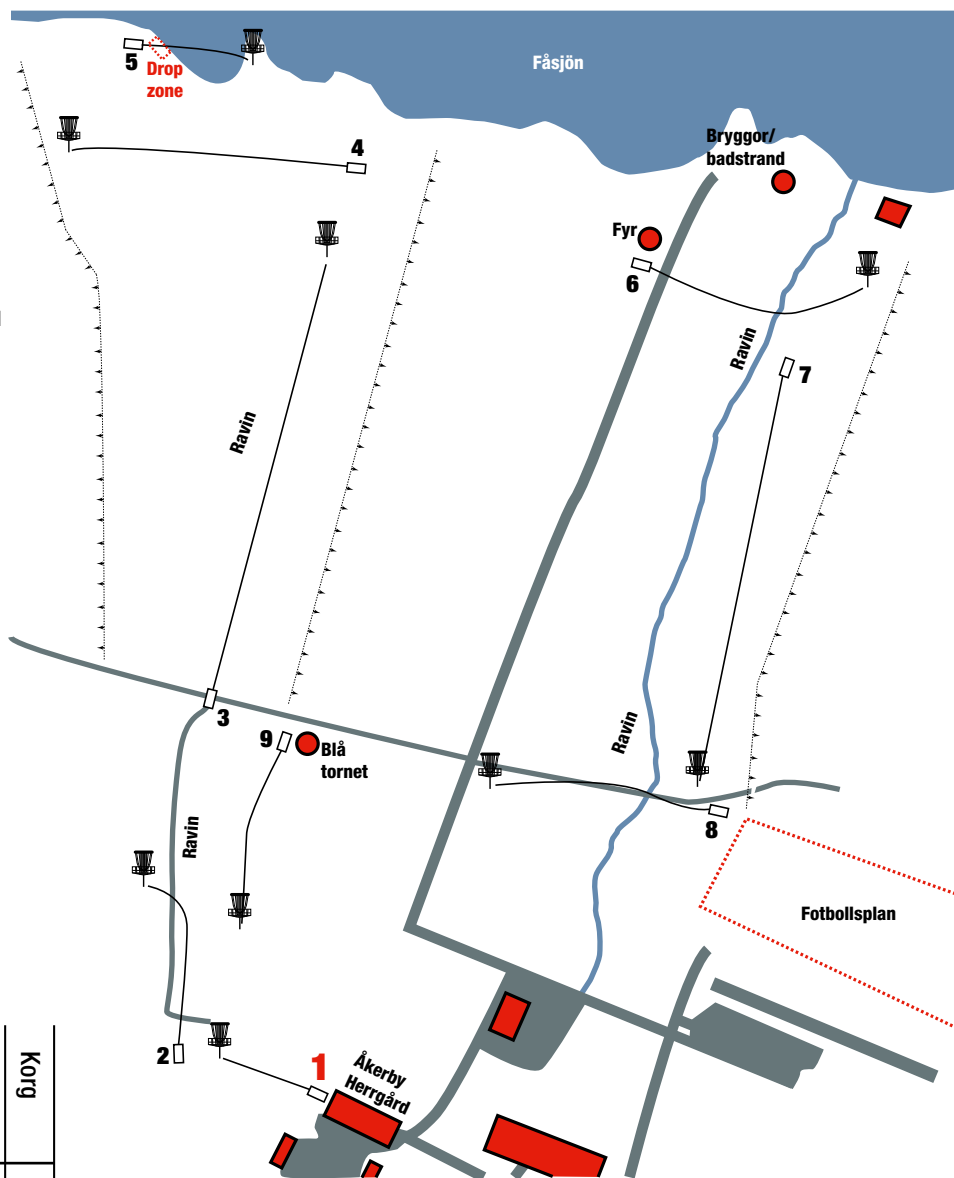 Fåsjön
5
Drop
zone
4
Bryggor/
badstrand
Fyr
6
Ravin
7
Ravin
3
9
Blå
tornet
Ravin
8
Ravin
Fotbollsplan
2
1
Åkerby
Herrgård
Korg